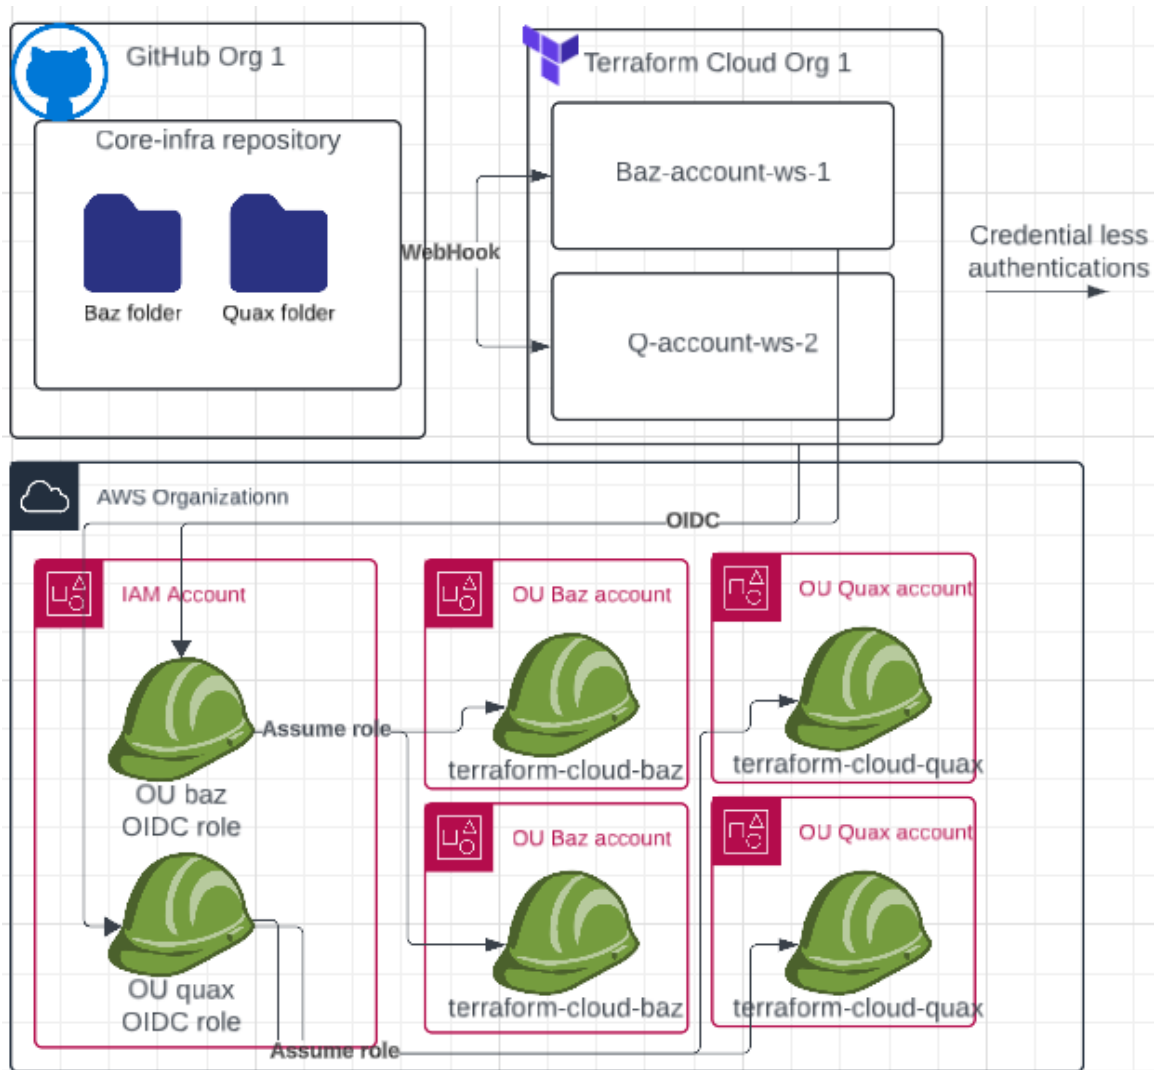 GitHub Org 1
Core-infra repository
Baz folder
Quax folder
WebHook
Terraform Cloud Org 1
Baz-account-ws-1
Q-account-ws-2
Credential less
authentications
AWS Organizationn
OIDC
IAM Account
OU baz
OIDC role
OU quax
OIDC role
Assume role
Assume role
OU Baz account
terraform-cloud-baz
OU Quax account
terraform-cloud-quax
OU Baz account
terraform-cloud-baz
OU Quax account
terraform-cloud-quax